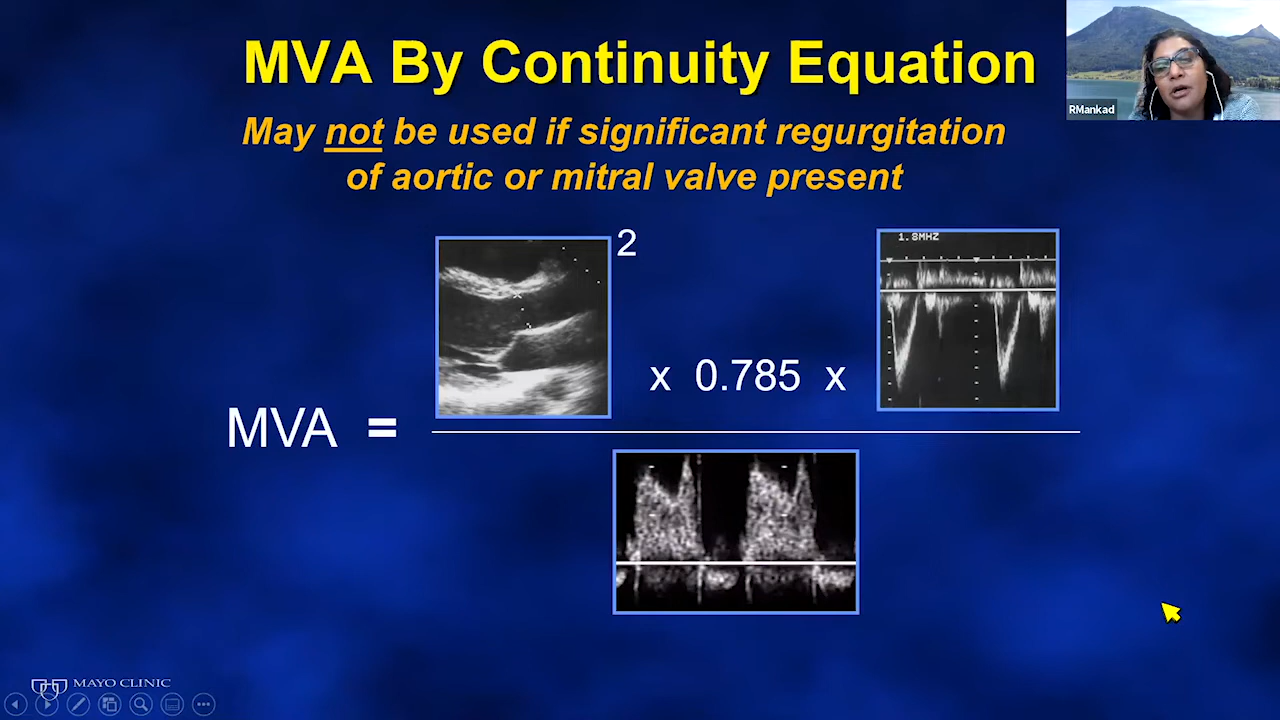 MVA By Continuity Equation
RMankad
May not be used if significant regurgitation
of aortic or mitral valve present
2
1.8MHZ
x 0.785 x
MVA =
MAYO CLINIC